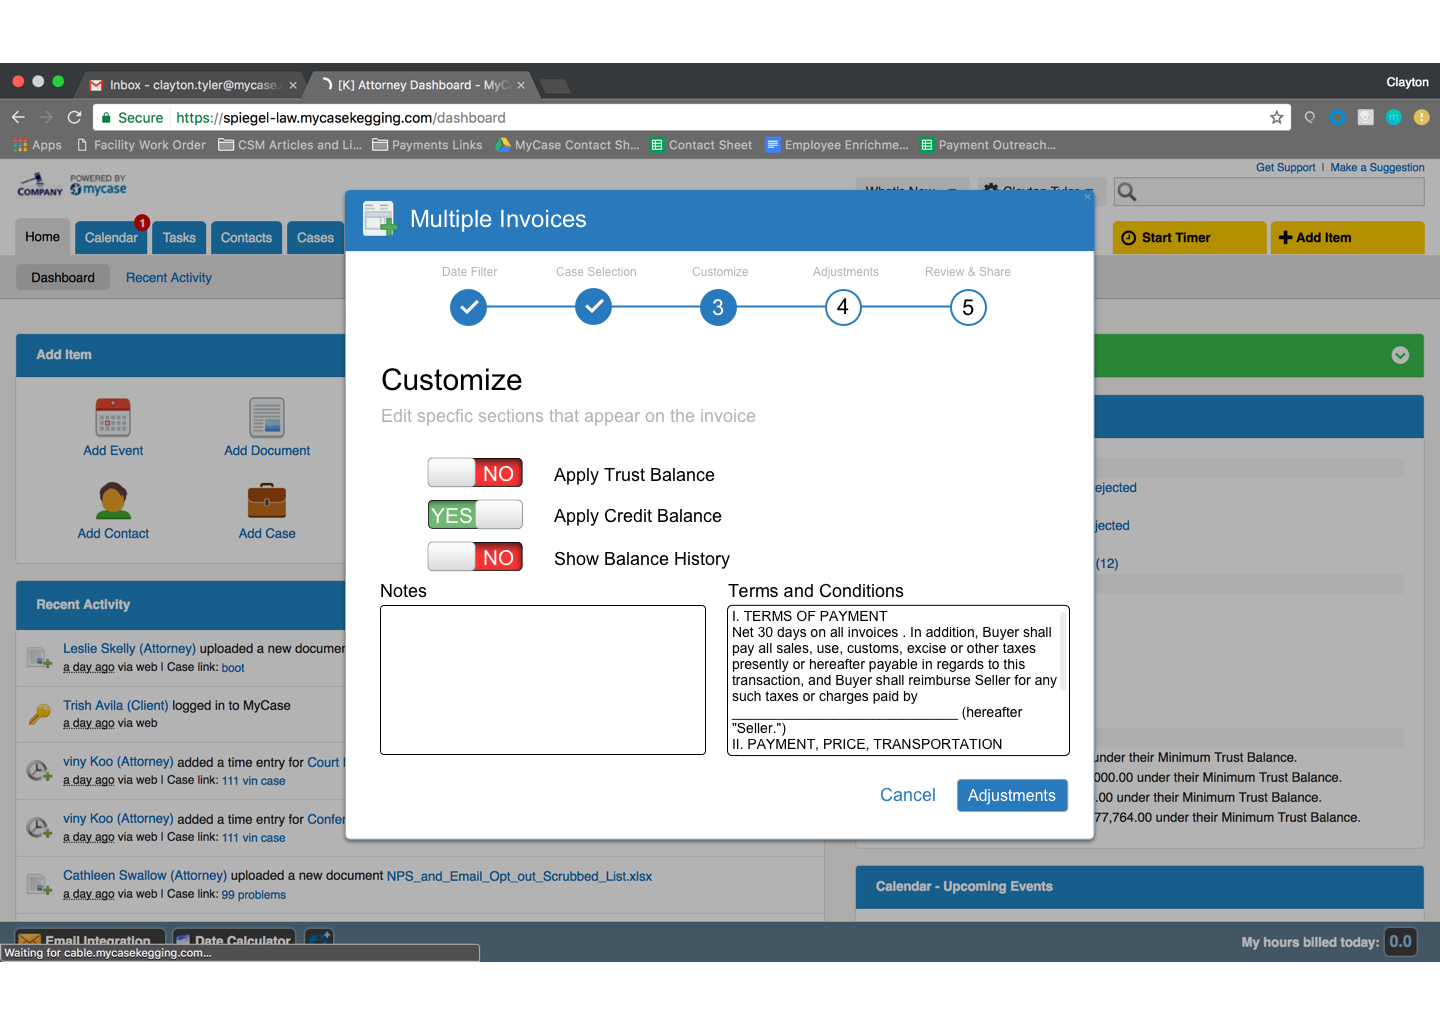 Inbox - clayton.tyler@mycase.
[K] Attorney Dashboard - MyC
Clayton
Secure
https://spiegel-law.mycasekegging.com/dashboard
Apps
Facility Work Order
CSM Articles and Li...
Payments Links
MyCase Contact Sh...
Contact Sheet
Employee Enrichme...
Payment Outreach...
Get Support | Make a Suggestion
COMPANY
POWERED BY
mycase
What's New
Clayton Tyler
Home
Calendar
1
Tasks
Contacts
Cases
Start Timer
Add Item
Dashboard
Recent Activity
Multiple Invoices
Date Filter
Case Selection
Customize
Adjustments
Review & Share
3
4
5
Customize
Edit specfic sections that appear on the invoice
NO
Apply Trust Balance
YES
Apply Credit Balance
NO
Show Balance History
Notes
Terms and Conditions
I. TERMS OF PAYMENT
Net 30 days on all invoices . In addition, Buyer shall
pay all sales, use, customs, excise or other taxes
presently or hereafter payable in regards to this
transaction, and Buyer shall reimburse Seller for any
such taxes or charges paid by
_____________________________ (hereafter
"Seller.")
II. PAYMENT, PRICE, TRANSPORTATION
Cancel
Adjustments
Add Item
Add Event
Add Document
Add Contact
Add Case
Recent Activity
Leslie Skelly (Attorney) uploaded a new documen
a day ago via web | Case link: boot
Trish Avila (Client) logged in to MyCase
a day ago via web
viny Koo (Attorney) added a time entry for Court
a day ago via web | Case link: 111 vin case
viny Koo (Attorney) added a time entry for Confer
a day ago via web | Case link: 111 vin case
Cathleen Swallow (Attorney) uploaded a new document NPS_and_Email_Opt_out_Scrubbed_List.xlsx
a day ago via web | Case link: 99 problems
ejected
jected
(12)
under their Minimum Trust Balance.
000.00 under their Minimum Trust Balance.
.00 under their Minimum Trust Balance.
77,764.00 under their Minimum Trust Balance.
Calendar - Upcoming Events
Email Integration
Date Calculator
My hours billed today: 0.0
Waiting for cable.mycasekegging.com...